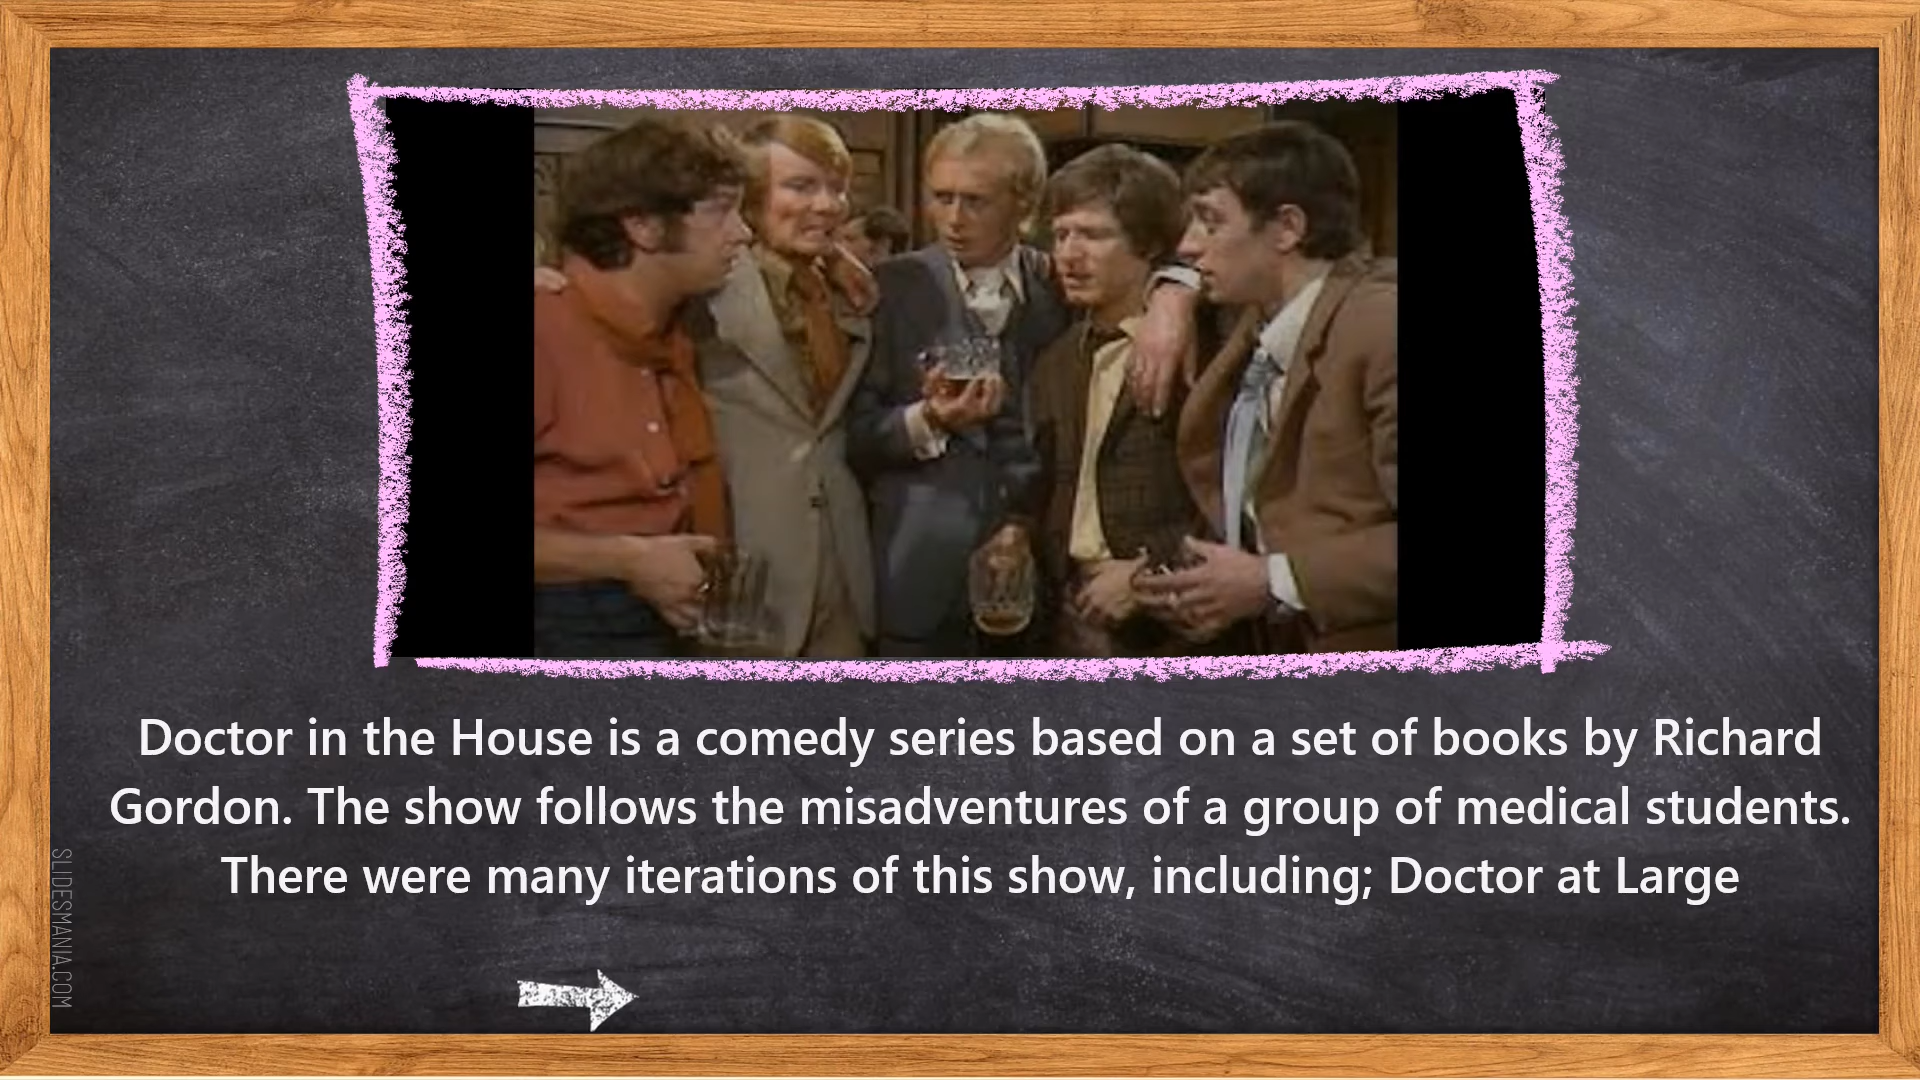 Doctor in the House is a comedy series based on a set of books by Richard
Gordon. The show follows the misadventures of a group of medical students.
There were many iterations of this show, including; Doctor at Large
SLIDESMANIA.COM